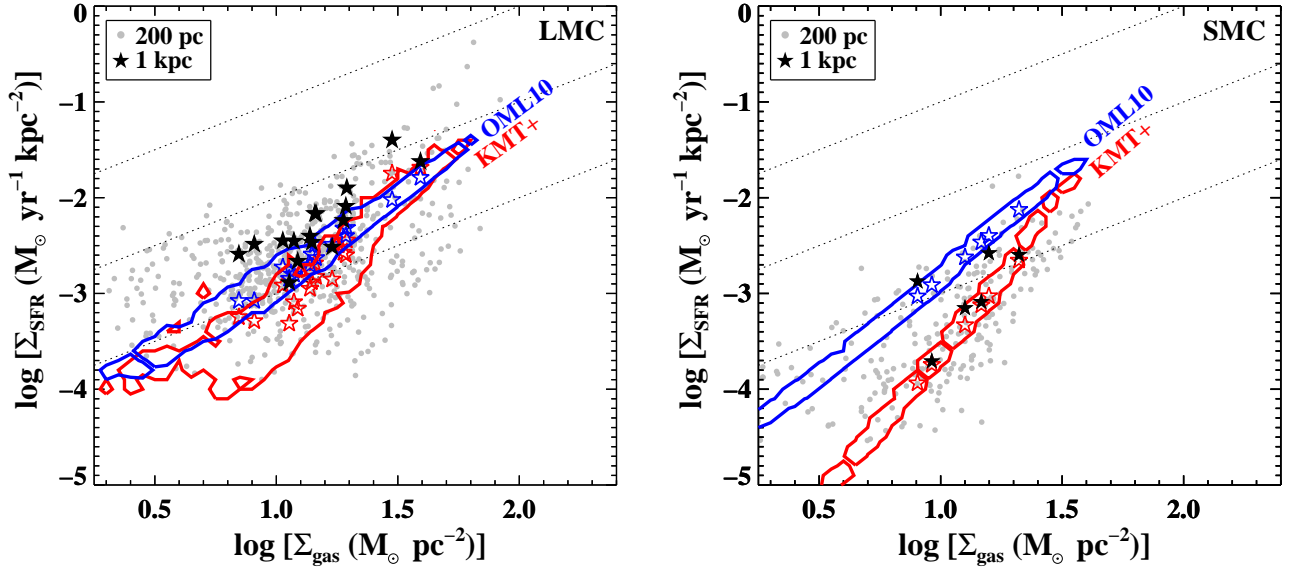 LMC
200 pc
1 kpc
OML10
KMT+
0
−1
−2
−3
−4
−5
log [Σ_SFR (M_⊙ yr⁻¹ kpc⁻²)]
0.5 1.0 1.5 2.0
log [Σ_gas (M_⊙ pc⁻²)]
SMC
200 pc
1 kpc
OML10
KMT+
0
−1
−2
−3
−4
−5
log [Σ_SFR (M_⊙ yr⁻¹ kpc⁻²)]
0.5 1.0 1.5 2.0
log [Σ_gas (M_⊙ pc⁻²)]